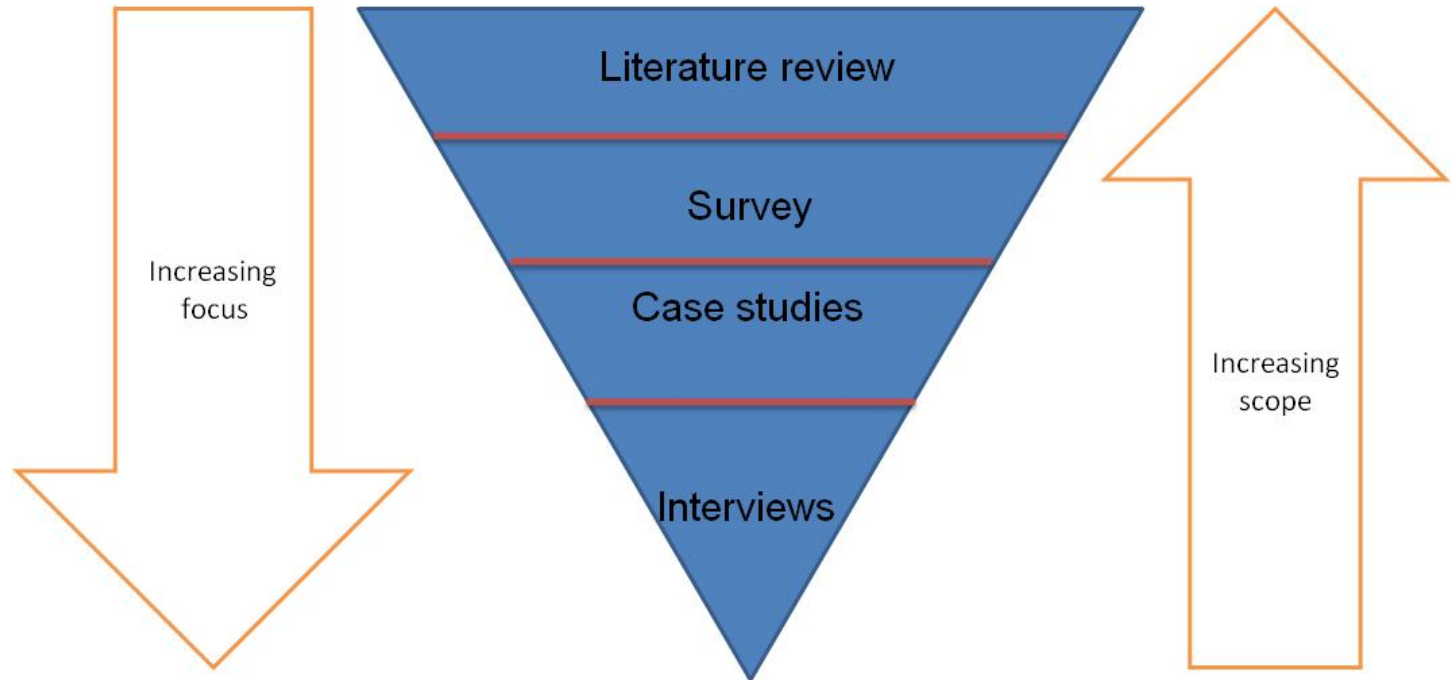 Literature review
Survey
Case studies
Interviews
Increasing
focus
Increasing
scope